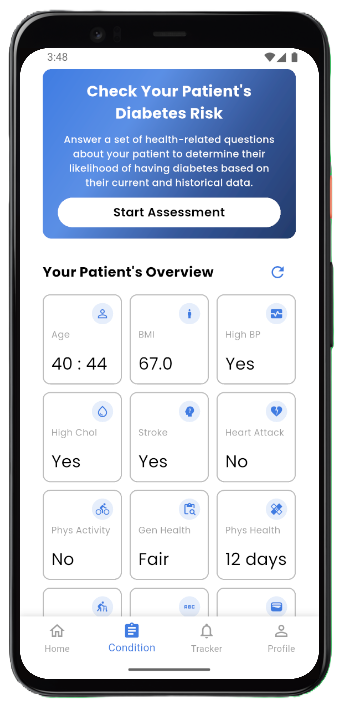 3:48
Check Your Patient's
Diabetes Risk
Answer a set of health-related questions
about your patient to determine their
likelihood of having diabetes based on
their current and historical data.
Start Assessment
Your Patient's Overview
Age
BMI
High BP
40 : 44
67.0
Yes
High Chol
Stroke
Heart Attack
Yes
Yes
No
Phys Activity
Gen Health
Phys Health
No
Fair
12 days
ABC
Home
Condition
Tracker
Profile